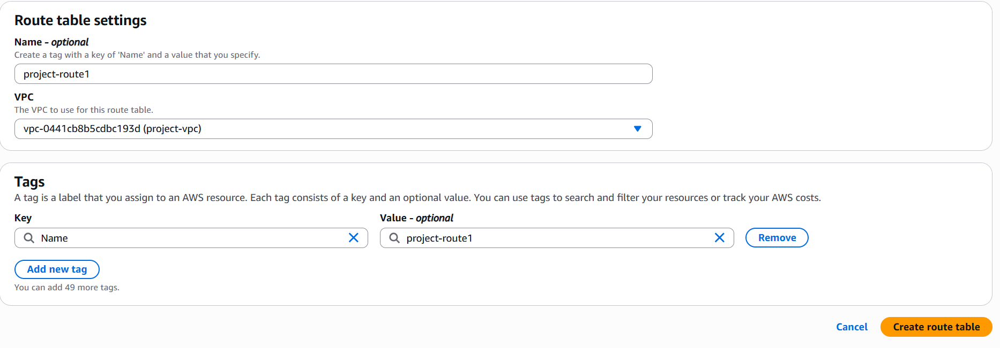 Route table settings
Name - optional
Create a tag with a key of 'Name' and a value that you specify.
project-route1
VPC
The VPC to use for this route table.
vpc-0441cb8b5cdbc193d (project-vpc)
Tags
A tag is a label that you assign to an AWS resource. Each tag consists of a key and an optional value. You can use tags to search and filter your resources or track your AWS costs.
Key Value - optional
Name project-route1 Remove
Add new tag
You can add 49 more tags.
Cancel Create route table